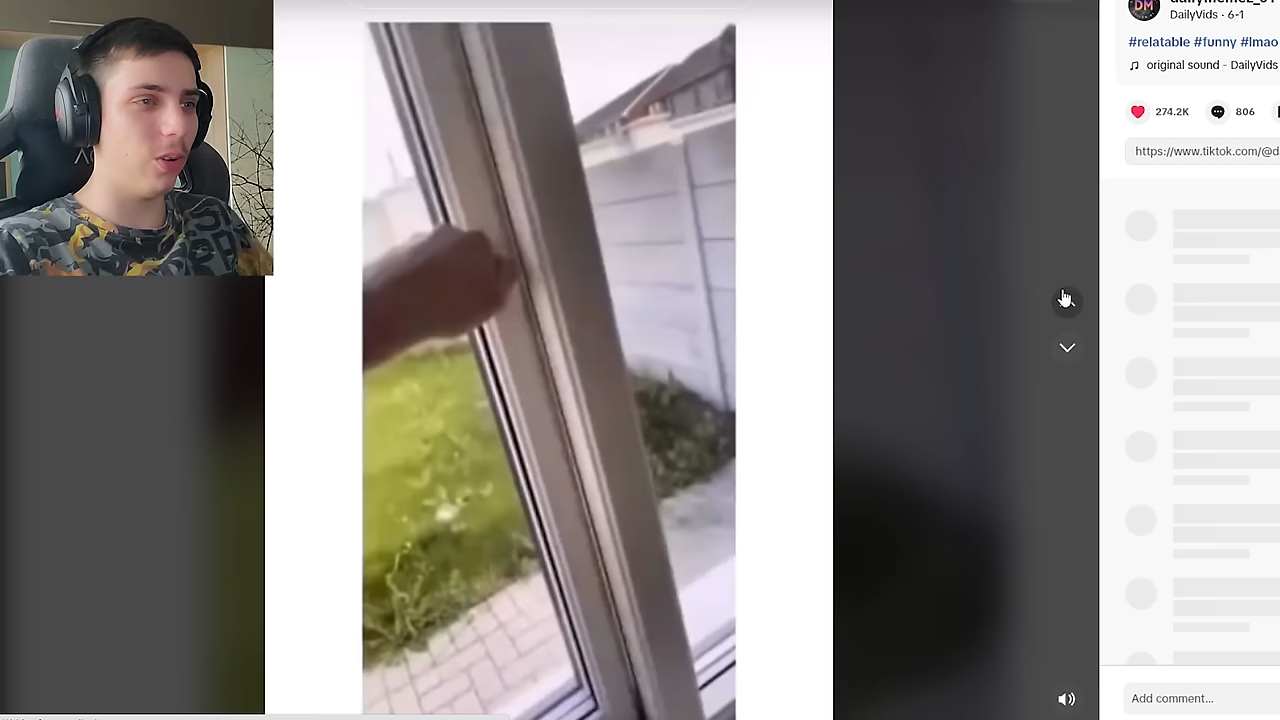 DM
DailyVids · 6-1
#relatable #funny #lmao
original sound - DailyVids
274.2K
806
https://www.tiktok.com/@d
Add comment...